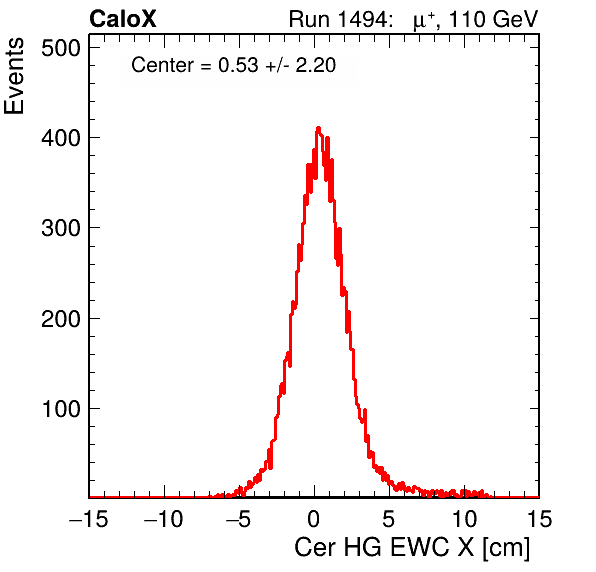 CaloX Run 1494: μ⁺, 110 GeV
Events
Center = 0.53 +/- 2.20
500
400
300
200
100
−15 −10 −5 0 5 10 15
Cer HG EWC X [cm]